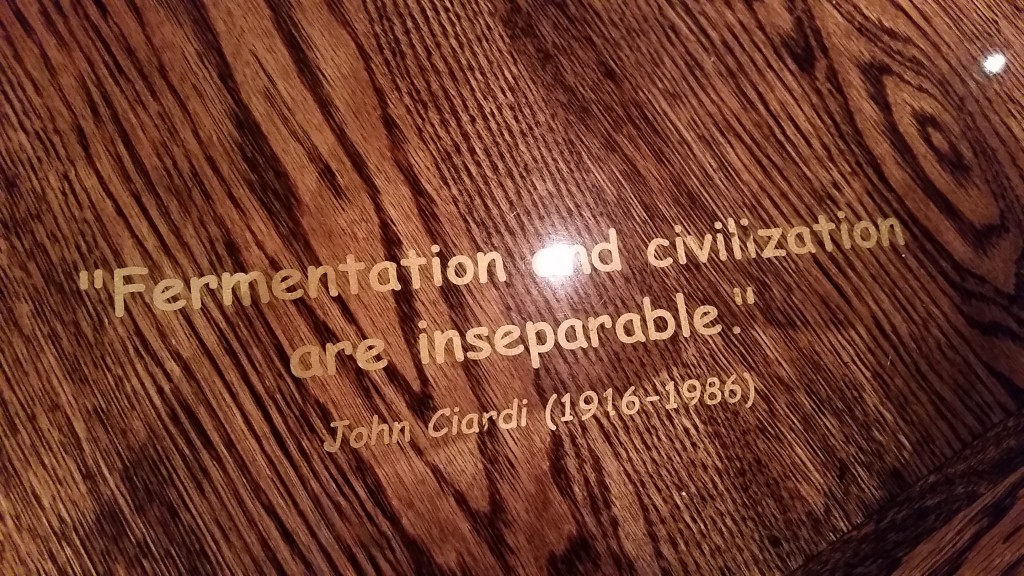 "Fermentation and civilization
are inseparable."
John Ciardi (1916-1986)